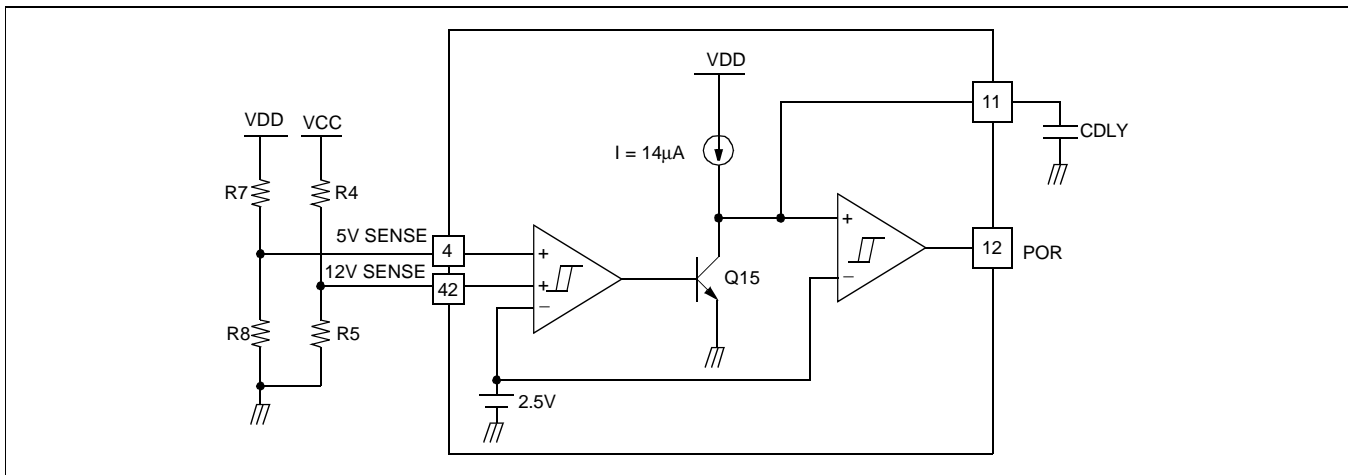 VDD
11
VDD
VCC
CDLY
I = 14μA
R7
R4
+
5V SENSE
4
+
12V SENSE
42
+
−
Q15
−
12
POR
R8
R5
2.5V